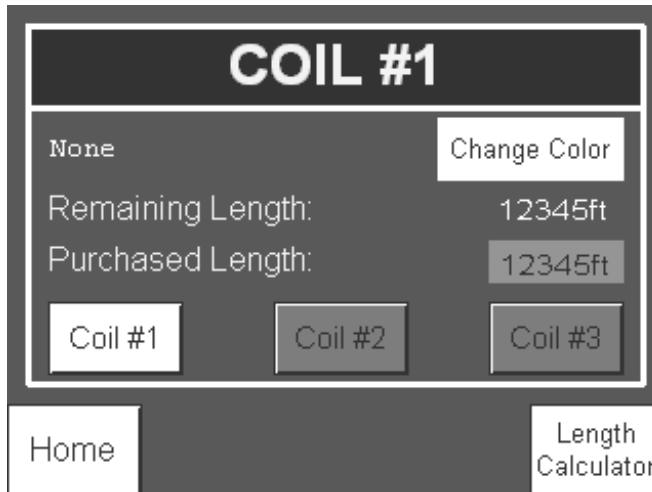 COIL #1
None
Change Color
Remaining Length:
12345ft
Purchased Length:
12345ft
Coil #1
Coil #2
Coil #3
Home
Length
Calculator